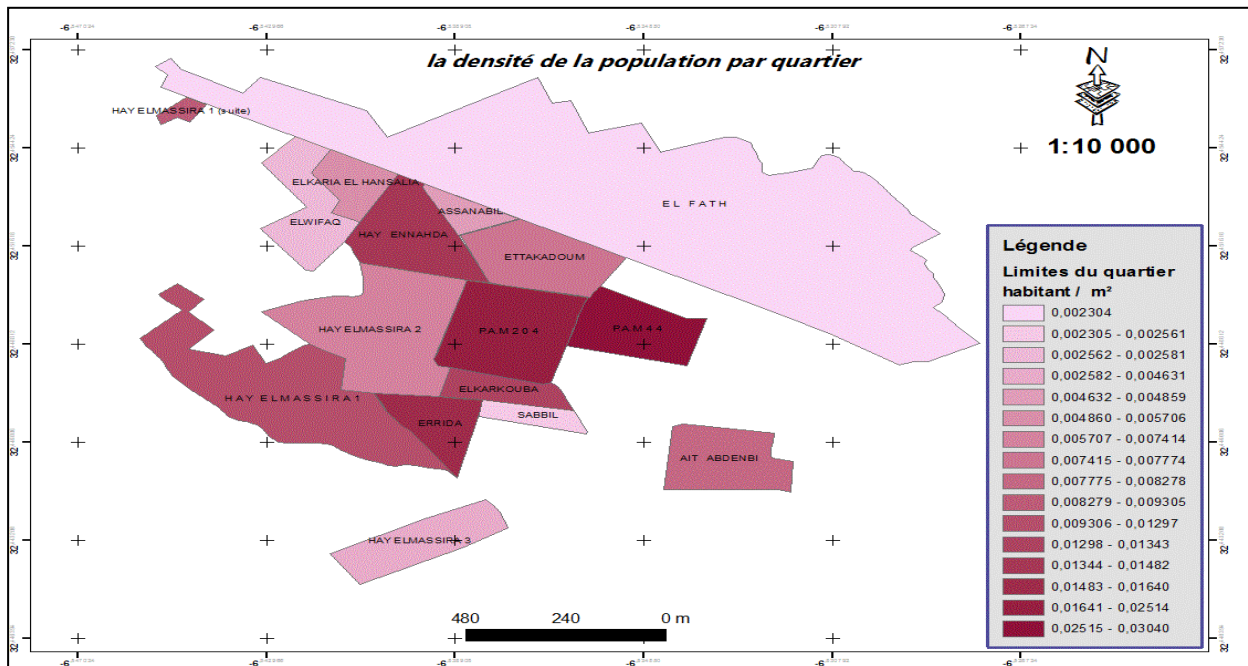 la densité de la population par quartier
N
1:10 000
HAY ELMASSIRA 1 (suite)
ELKARIA EL HANSALIA
ELWIFAQ
ASSANABIL
HAY ENNAHDA
EL FATH
ETTAKADOUM
HAY ELMASSIRA 2
P.A.M 2 0 4
P.A.M 4 4
HAY ELMASSIRA 1
ELKARKOUBA
SABBIL
ERRIDA
AIT ABDENBI
HAY ELMASSIRA 3
Légende
Limites du quartier
habitant / m²
0,002304
0,002305 - 0,002561
0,002562 - 0,002581
0,002582 - 0,004631
0,004632 - 0,004859
0,004860 - 0,005706
0,005707 - 0,007414
0,007415 - 0,007774
0,007775 - 0,008278
0,008279 - 0,009305
0,009306 - 0,01297
0,01298 - 0,01343
0,01344 - 0,01482
0,01483 - 0,01640
0,01641 - 0,02514
0,02515 - 0,03040
480 240 0 m